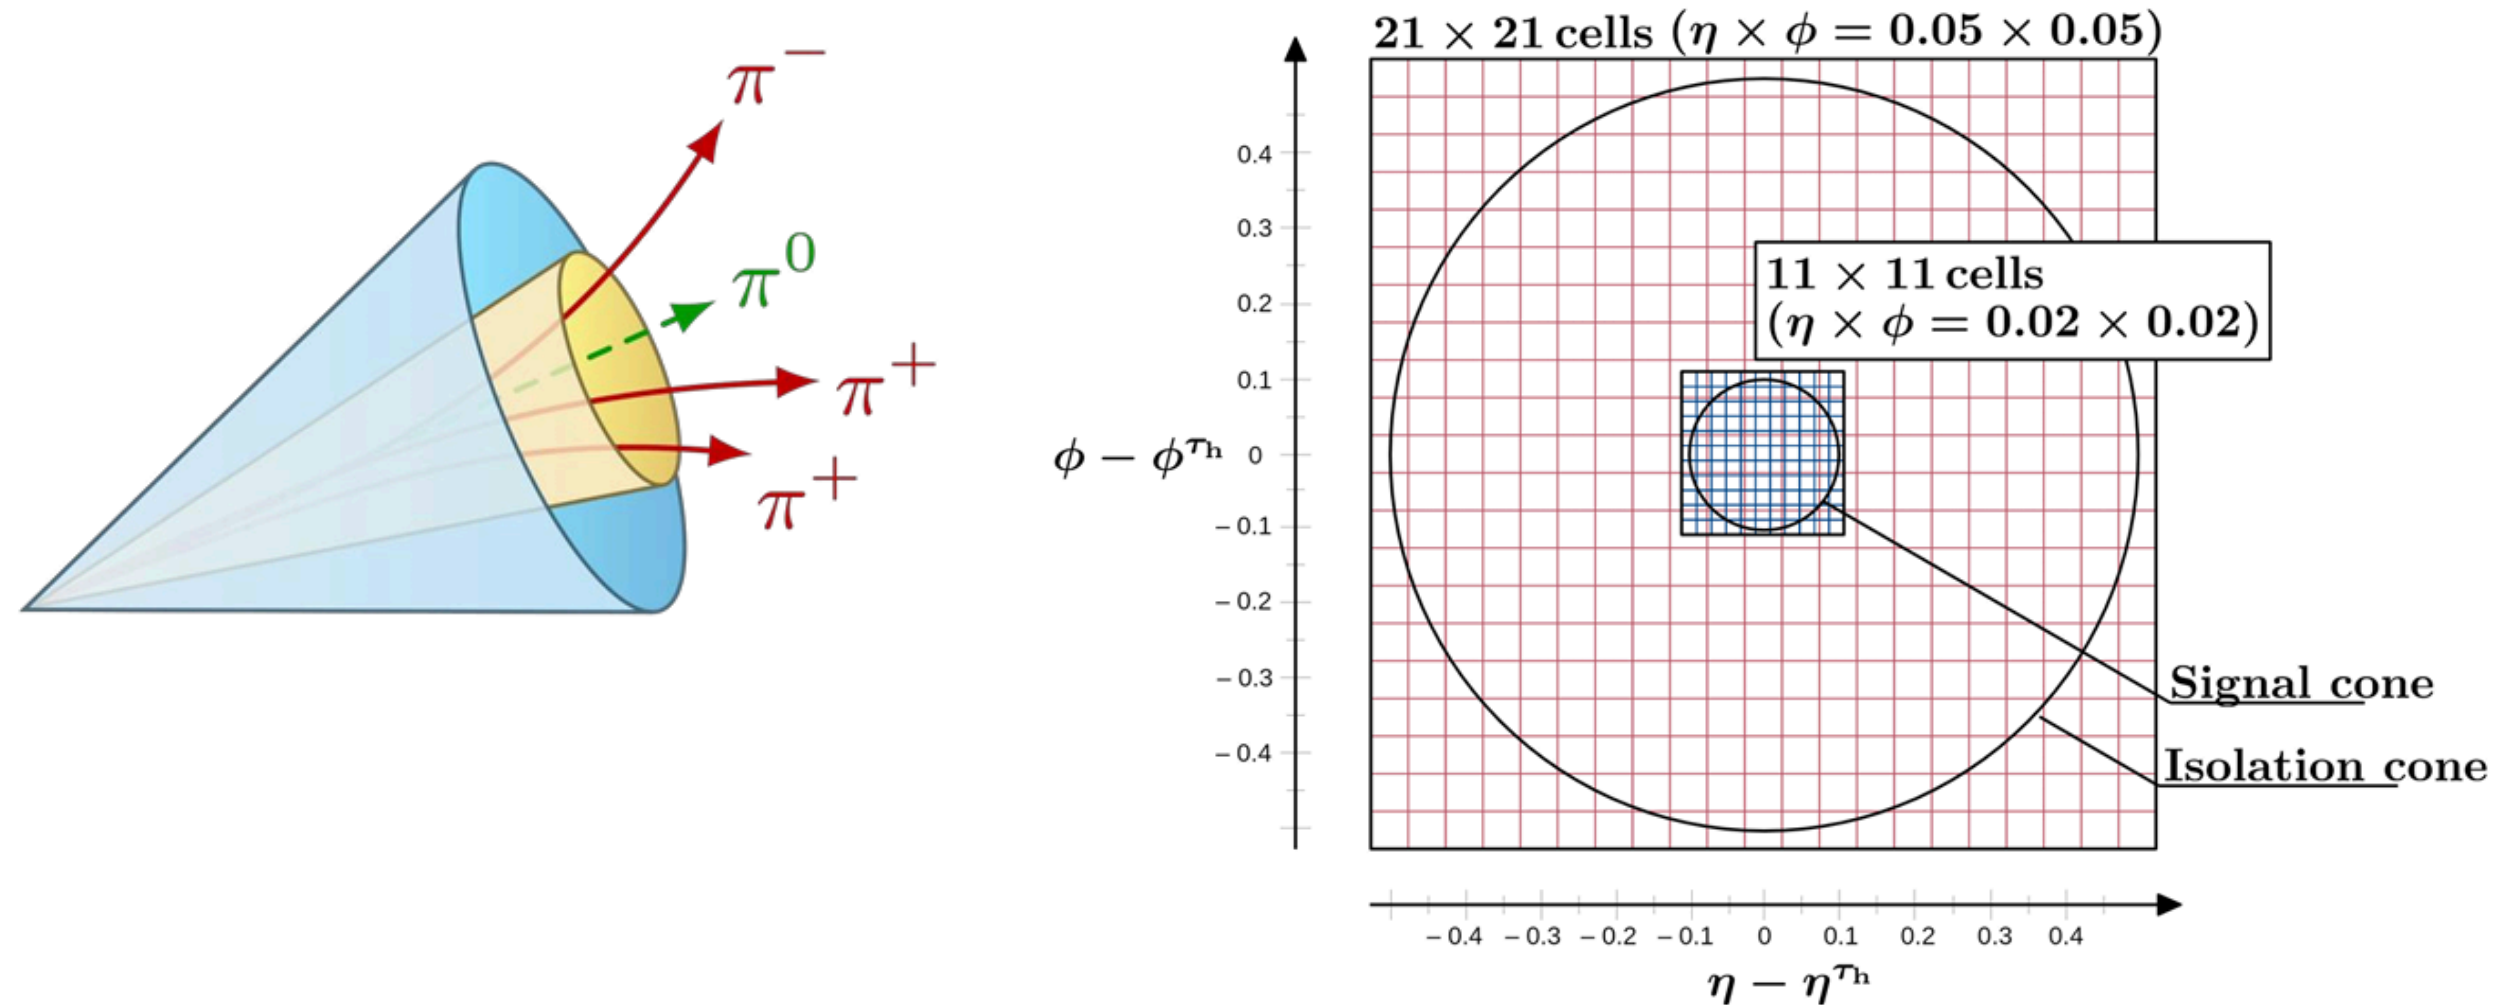 π⁻
π⁰
π⁺
π⁺
21 × 21 cells (η × ϕ = 0.05 × 0.05)
0.4
0.3
0.2
0.1
ϕ − ϕ^τh 0
−0.1
−0.2
−0.3
−0.4
11 × 11 cells
(η × ϕ = 0.02 × 0.02)
Signal cone
Isolation cone
−0.4 −0.3 −0.2 −0.1 0 0.1 0.2 0.3 0.4
η − η^τh